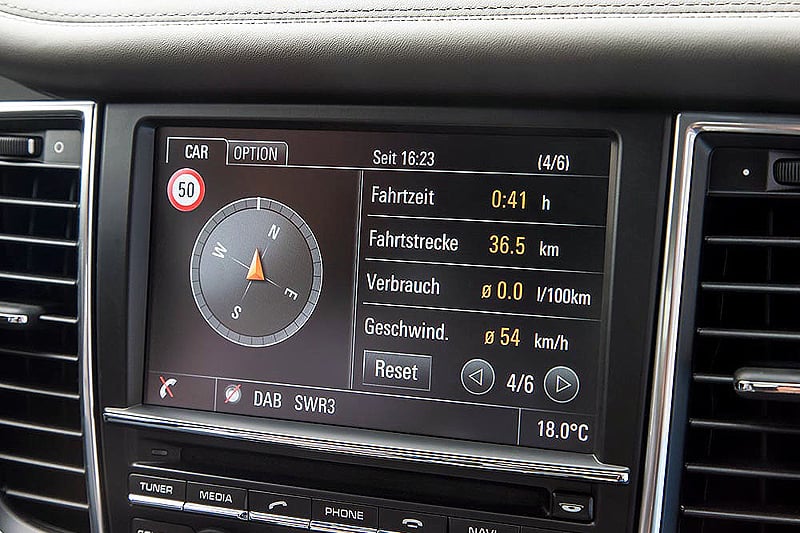 CAR OPTION Seit 16:23 (4/6)
50
Fahrtzeit 0:41 h
Fahrtstrecke 36.5 km
Verbrauch ø 0.0 l/100km
Geschwind. ø 54 km/h
N
W
E
S
Reset 4/6
DAB SWR3
18.0°C
TUNER MEDIA PHONE